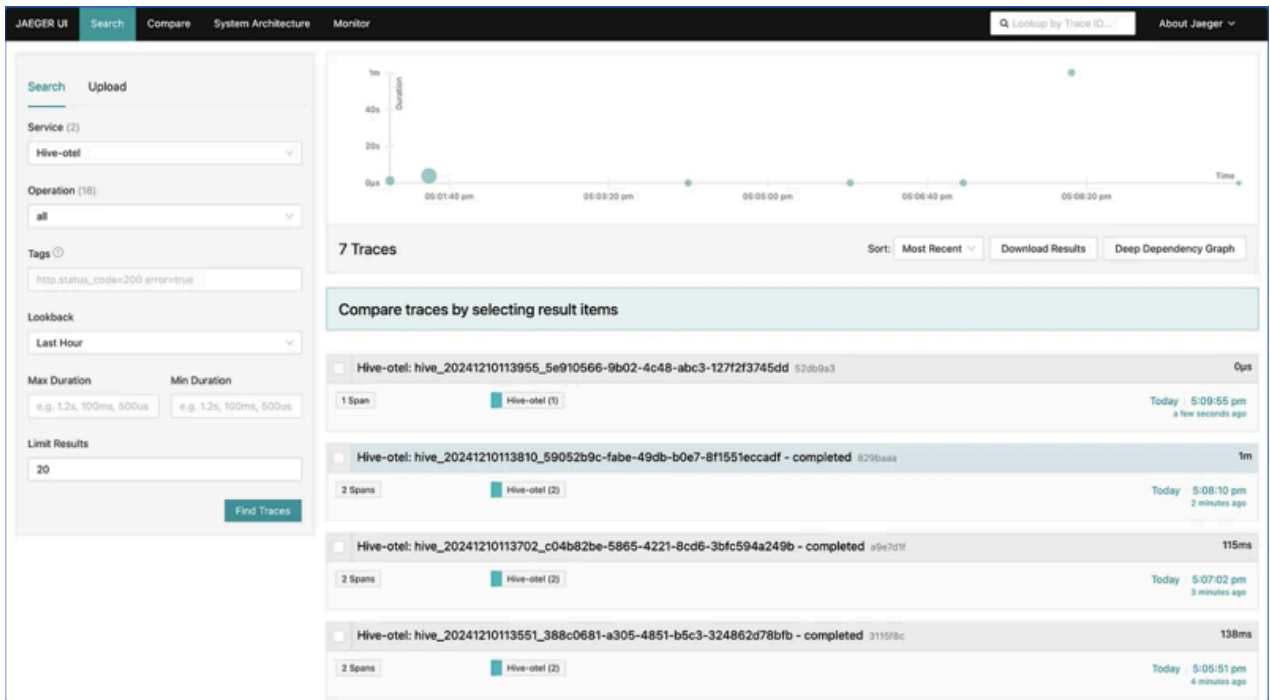 JAEGER UI Search Compare System Architecture Monitor Lookup by Trace ID... About Jaeger
Search Upload
Service (2)
Hive-otel
Operation (18)
all
Tags
http.status_code=200 error=true
Lookback
Last Hour
Max Duration Min Duration
e.g. 1.2s, 100ms, 500us e.g. 1.2s, 100ms, 500us
Limit Results
20
Find Traces
Duration
1m
40s
20s
0μs
Time
05:01:40 pm 05:03:20 pm 05:05:00 pm 05:06:40 pm 05:08:20 pm
7 Traces Sort: Most Recent Download Results Deep Dependency Graph
Compare traces by selecting result items
Hive-otel: hive_20241210113955_5e910566-9b02-4c48-abc3-127f2f3745dd 52db9a3 0μs
1 Span Hive-otel (1) Today 5:09:55 pm
a few seconds ago
Hive-otel: hive_20241210113810_59052b9c-fabe-49db-b0e7-8f1551eccadf - completed 829baaa 1m
2 Spans Hive-otel (2) Today 5:08:10 pm
2 minutes ago
Hive-otel: hive_20241210113702_c04b82be-5865-4221-8cd6-3bfc594a249b - completed a9e7d1f 115ms
2 Spans Hive-otel (2) Today 5:07:02 pm
3 minutes ago
Hive-otel: hive_20241210113551_388c0681-a305-4851-b5c3-324862d78bfb - completed 3115f8c 138ms
2 Spans Hive-otel (2) Today 5:05:51 pm
4 minutes ago